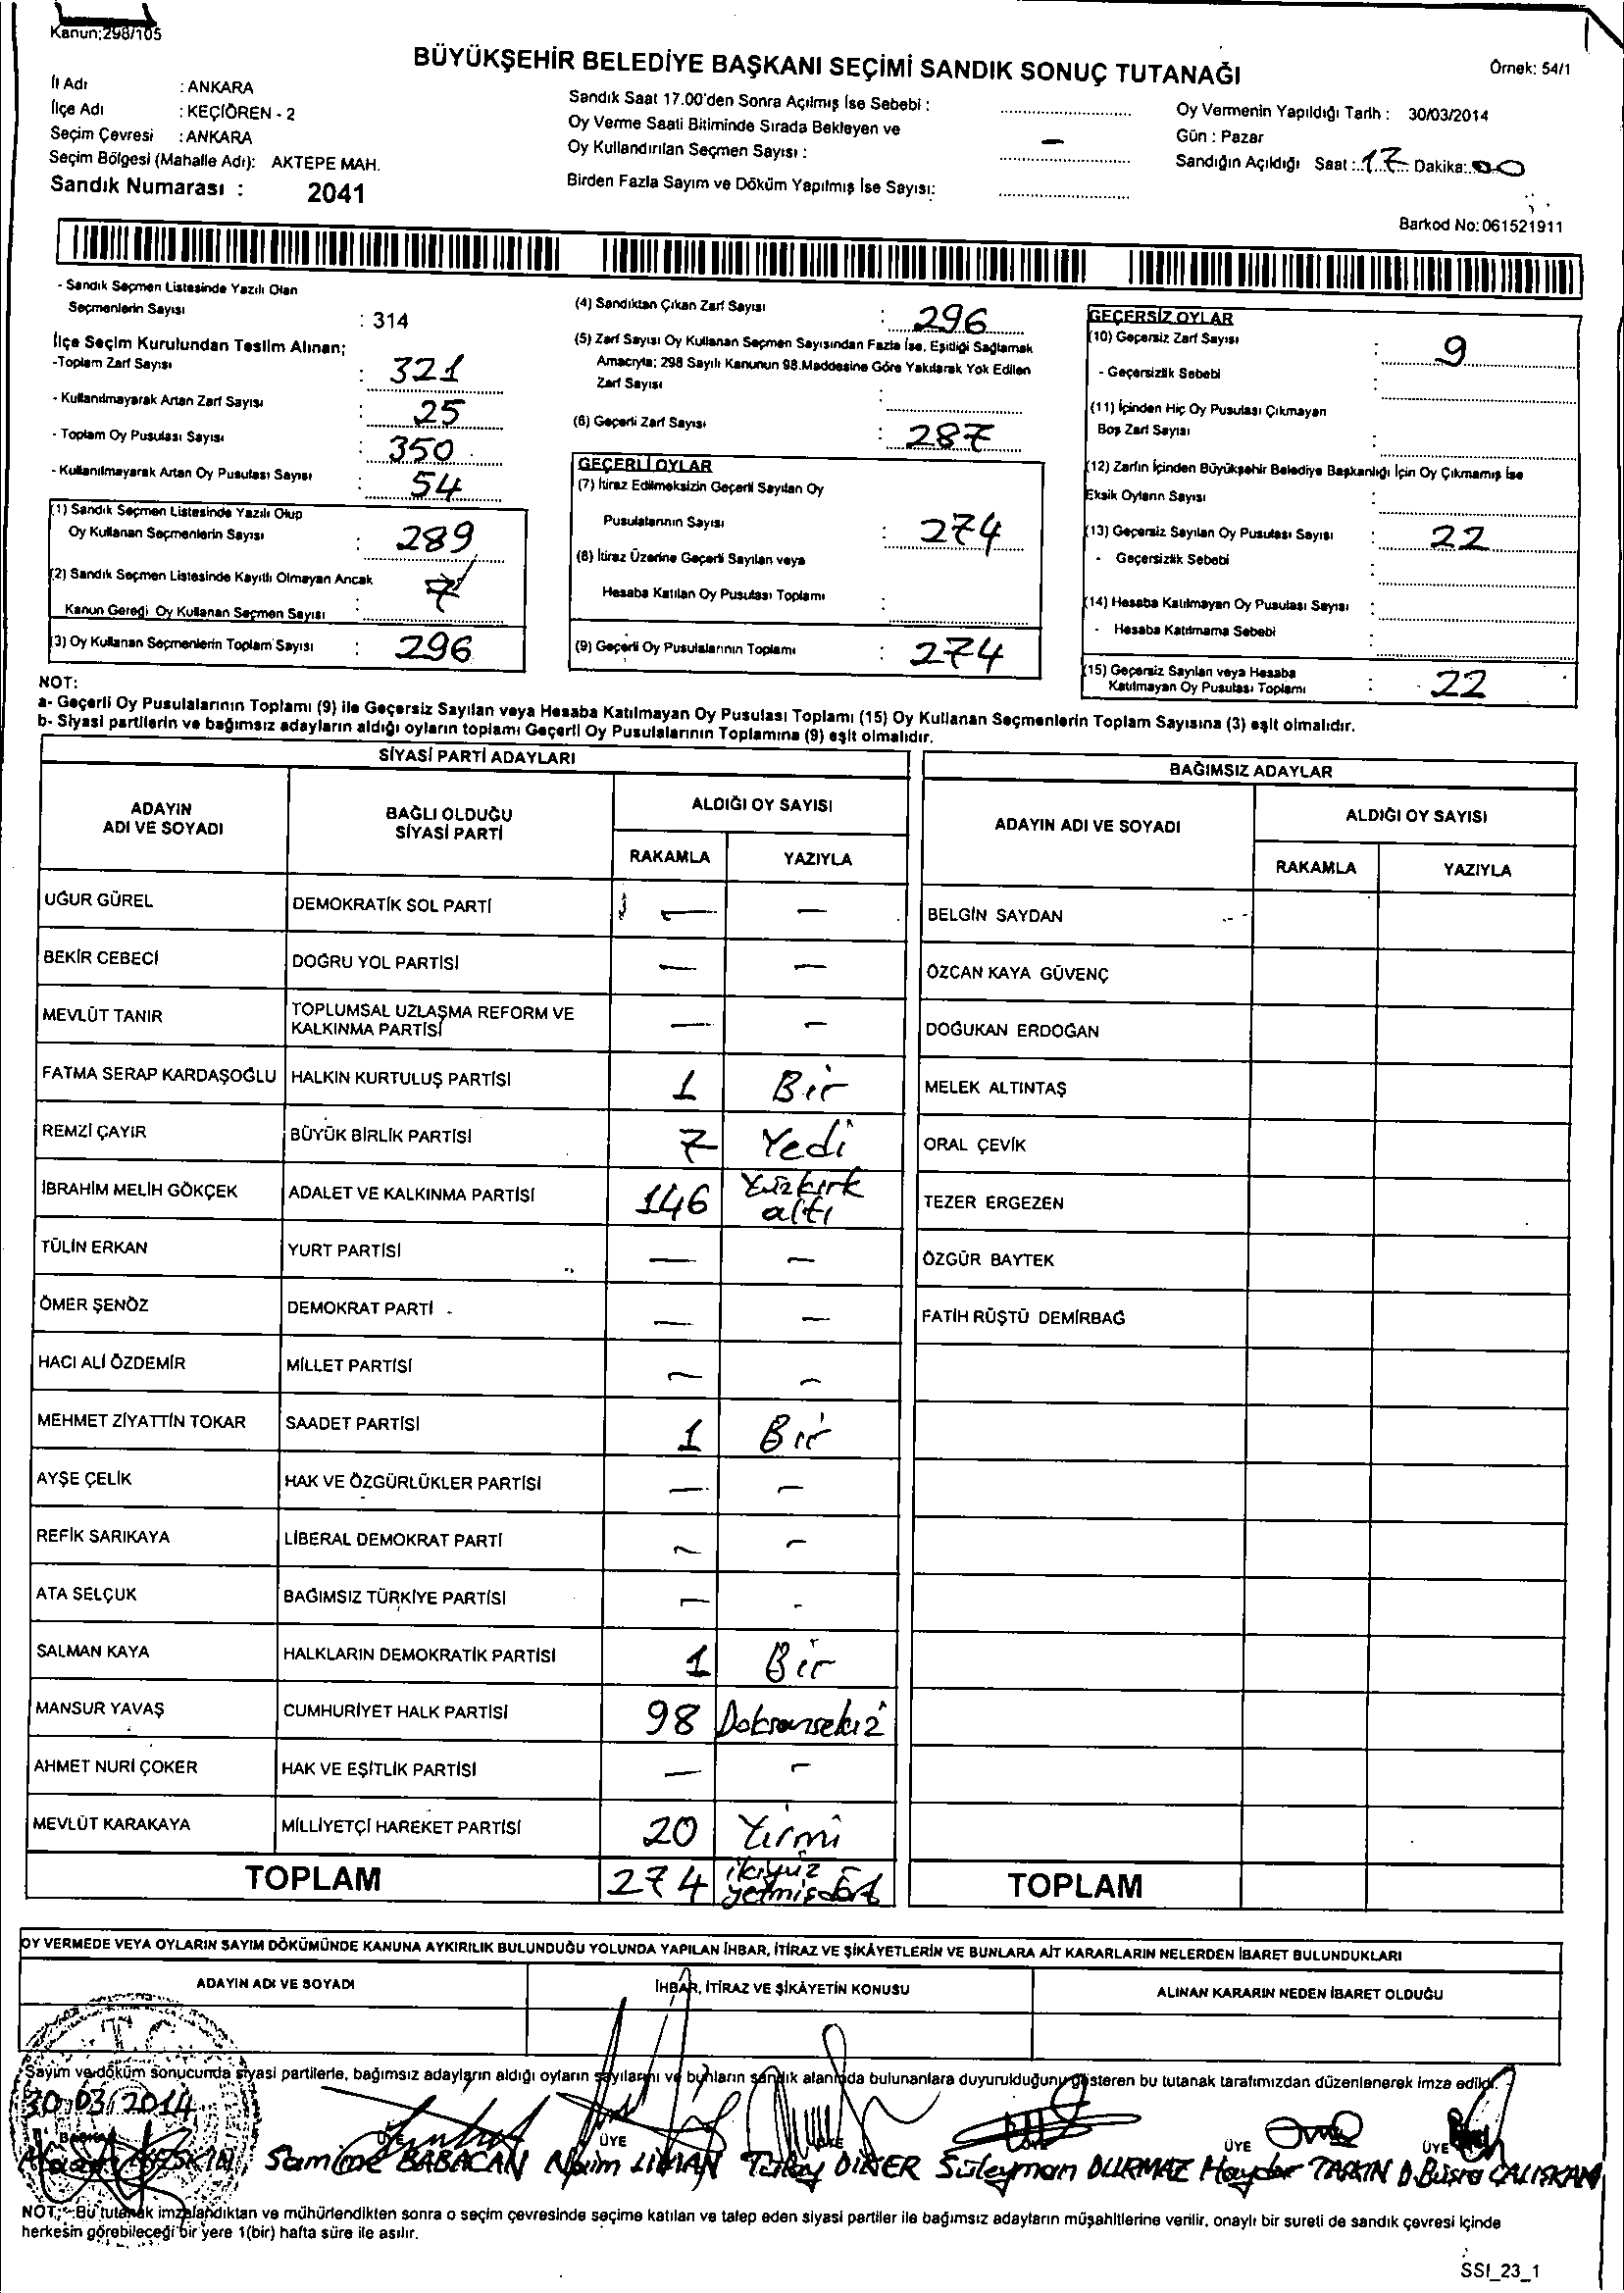 Kanun;298/105
BÜYÜKŞEHİR BELEDİYE BAŞKANI SEÇİMİ SANDIK SONUÇ TUTANAĞI
Örnek: 54/1
İl Adı : ANKARA
İlçe Adı : KEÇİÖREN - 2
Seçim Çevresi : ANKARA
Seçim Bölgesi (Mahalle Adı): AKTEPE MAH.
Sandık Numarası : 2041
Sandık Saat 17.00'den Sonra Açılmış İse Sebebi :
Oy Verme Saati Bitiminde Sırada Bekleyen ve
Oy Kullandırılan Seçmen Sayısı : —
Birden Fazla Sayım ve Döküm Yapılmış İse Sayısı:
Oy Vermenin Yapıldığı Tarih : 30/03/2014
Gün : Pazar
Sandığın Açıldığı Saat : 17 Dakika: 00
Barkod No: 061521911
- Sandık Seçmen Listesinde Yazılı Olan
Seçmenlerin Sayısı : 314
İlçe Seçim Kurulundan Teslim Alınan;
-Toplam Zarf Sayısı : 321
- Kullanılmayarak Artan Zarf Sayısı : 25
- Toplam Oy Pusulası Sayısı : 350
- Kullanılmayarak Artan Oy Pusulası Sayısı : 54
(1) Sandık Seçmen Listesinde Yazılı Olup
Oy Kullanan Seçmenlerin Sayısı : 289
(2) Sandık Seçmen Listesinde Kayıtlı Olmayan Ancak
Kanun Gereği Oy Kullanan Seçmen Sayısı : 7
(3) Oy Kullanan Seçmenlerin Toplam Sayısı : 296
(4) Sandıktan Çıkan Zarf Sayısı : 296
(5) Zarf Sayısı Oy Kullanan Seçmen Sayısından Fazla İse, Eşitliği Sağlamak
Amacıyla; 298 Sayılı Kanunun 98.Maddesine Göre Yakılarak Yok Edilen
Zarf Sayısı :
(6) Geçerli Zarf Sayısı : 287
GEÇERLİ OYLAR
(7) İtiraz Edilmeksizin Geçerli Sayılan Oy
Pusulalarının Sayısı : 274
(8) İtiraz Üzerine Geçerli Sayılan veya
Hesaba Katılan Oy Pusulası Toplamı :
(9) Geçerli Oy Pusulalarının Toplamı : 274
GEÇERSİZ OYLAR
(10) Geçersiz Zarf Sayısı : 9
- Geçersizlik Sebebi :
(11) İçinden Hiç Oy Pusulası Çıkmayan
Boş Zarf Sayısı :
(12) Zarfın İçinden Büyükşehir Belediye Başkanlığı İçin Oy Çıkmamış İse
Eksik Oyların Sayısı :
(13) Geçersiz Sayılan Oy Pusulası Sayısı : 22
- Geçersizlik Sebebi :
(14) Hesaba Katılmayan Oy Pusulası Sayısı :
- Hesaba Katılmama Sebebi :
(15) Geçersiz Sayılan veya Hesaba
Katılmayan Oy Pusulası Toplamı : 22
NOT:
a- Geçerli Oy Pusulalarının Toplamı (9) ile Geçersiz Sayılan veya Hesaba Katılmayan Oy Pusulası Toplamı (15) Oy Kullanan Seçmenlerin Toplam Sayısına (3) eşit olmalıdır.
b- Siyasi partilerin ve bağımsız adayların aldığı oyların toplamı Geçerli Oy Pusulalarının Toplamına (9) eşit olmalıdır.
SİYASİ PARTİ ADAYLARI
ADAYIN ADI VE SOYADI
BAĞLI OLDUĞU SİYASİ PARTİ
ALDIĞI OY SAYISI
RAKAMLA YAZIYLA
UĞUR GÜREL DEMOKRATİK SOL PARTİ — —
BEKİR CEBECİ DOĞRU YOL PARTİSİ — —
MEVLÜT TANIR TOPLUMSAL UZLAŞMA REFORM VE KALKINMA PARTİSİ — —
FATMA SERAP KARDAŞOĞLU HALKIN KURTULUŞ PARTİSİ 1 Bir
REMZİ ÇAYIR BÜYÜK BİRLİK PARTİSİ 7 Yedi
İBRAHİM MELİH GÖKÇEK ADALET VE KALKINMA PARTİSİ 146 Yüzkırk altı
TÜLİN ERKAN YURT PARTİSİ — —
ÖMER ŞENÖZ DEMOKRAT PARTİ — —
HACI ALİ ÖZDEMİR MİLLET PARTİSİ — —
MEHMET ZİYATTİN TOKAR SAADET PARTİSİ 1 Bir
AYŞE ÇELİK HAK VE ÖZGÜRLÜKLER PARTİSİ — —
REFİK SARIKAYA LİBERAL DEMOKRAT PARTİ — —
ATA SELÇUK BAĞIMSIZ TÜRKİYE PARTİSİ — -
SALMAN KAYA HALKLARIN DEMOKRATİK PARTİSİ 1 Bir
MANSUR YAVAŞ CUMHURİYET HALK PARTİSİ 98 Doksansekiz
AHMET NURİ ÇOKER HAK VE EŞİTLİK PARTİSİ — —
MEVLÜT KARAKAYA MİLLİYETÇİ HAREKET PARTİSİ 20 Yirmi
TOPLAM 274 ikiyüz yetmişdört
BAĞIMSIZ ADAYLAR
ADAYIN ADI VE SOYADI
ALDIĞI OY SAYISI
RAKAMLA YAZIYLA
BELGİN SAYDAN
ÖZCAN KAYA GÜVENÇ
DOĞUKAN ERDOĞAN
MELEK ALTINTAŞ
ORAL ÇEVİK
TEZER ERGEZEN
ÖZGÜR BAYTEK
FATİH RÜŞTÜ DEMİRBAĞ
TOPLAM
OY VERMEDE VEYA OYLARIN SAYIM DÖKÜMÜNDE KANUNA AYKIRILIK BULUNDUĞU YOLUNDA YAPILAN İHBAR, İTİRAZ VE ŞİKÂYETLERİN VE BUNLARA AİT KARARLARIN NELERDEN İBARET BULUNDUKLARI
ADAYIN ADI VE SOYADI İHBAR, İTİRAZ VE ŞİKÂYETİN KONUSU ALINAN KARARIN NEDEN İBARET OLDUĞU
Sayım ve döküm sonucunda siyasi partilerle, bağımsız adayların aldığı oyların sayılarını ve bunların sandık alanında bulunanlara duyurulduğunu gösteren bu tutanak tarafımızdan düzenlenerek imza edildi.
30.03.2014
ÜYE ÜYE ÜYE
Samime BABACAN Naim LİMAN DİNER Süleyman DURMAZ Haydar TARKIN D.Büşra ÇALIŞKAN
NOT; Bu tutanak imzalandıktan ve mühürlendikten sonra o seçim çevresinde seçime katılan ve talep eden siyasi partiler ile bağımsız adayların müşahitlerine verilir, onaylı bir sureti de sandık çevresi içinde
herkesin görebileceği bir yere 1(bir) hafta süre ile asılır.
SSI_23_1